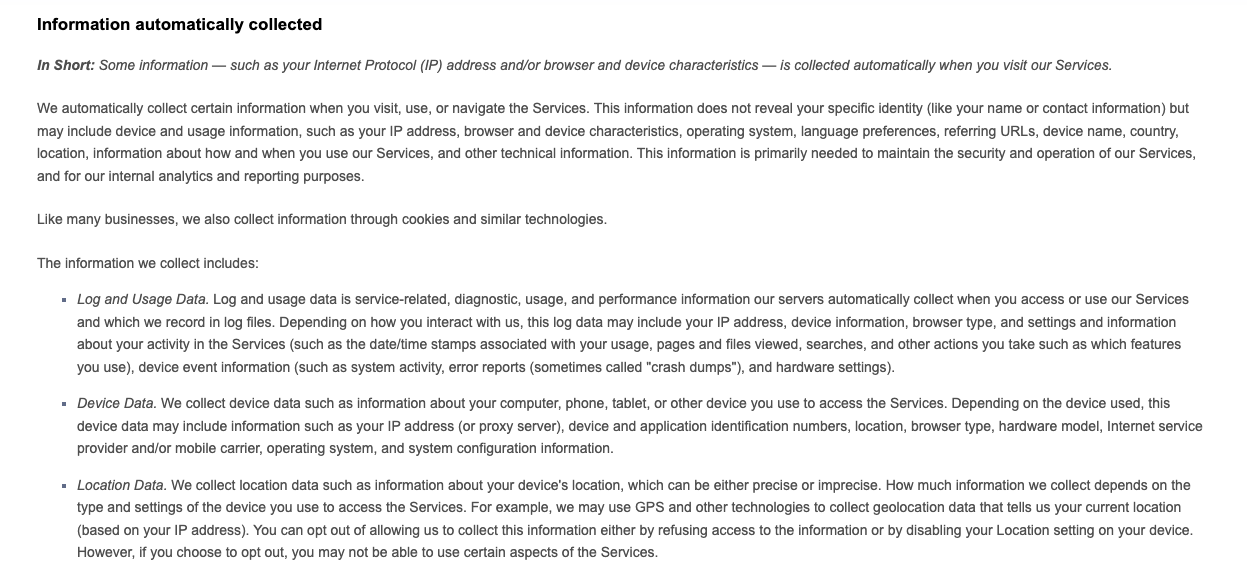 Information automatically collected
In Short: Some information — such as your Internet Protocol (IP) address and/or browser and device characteristics — is collected automatically when you visit our Services.
We automatically collect certain information when you visit, use, or navigate the Services. This information does not reveal your specific identity (like your name or contact information) but
may include device and usage information, such as your IP address, browser and device characteristics, operating system, language preferences, referring URLs, device name, country,
location, information about how and when you use our Services, and other technical information. This information is primarily needed to maintain the security and operation of our Services,
and for our internal analytics and reporting purposes.
Like many businesses, we also collect information through cookies and similar technologies.
The information we collect includes:
▪ Log and Usage Data. Log and usage data is service-related, diagnostic, usage, and performance information our servers automatically collect when you access or use our Services
and which we record in log files. Depending on how you interact with us, this log data may include your IP address, device information, browser type, and settings and information
about your activity in the Services (such as the date/time stamps associated with your usage, pages and files viewed, searches, and other actions you take such as which features
you use), device event information (such as system activity, error reports (sometimes called "crash dumps"), and hardware settings).
▪ Device Data. We collect device data such as information about your computer, phone, tablet, or other device you use to access the Services. Depending on the device used, this
device data may include information such as your IP address (or proxy server), device and application identification numbers, location, browser type, hardware model, Internet service
provider and/or mobile carrier, operating system, and system configuration information.
▪ Location Data. We collect location data such as information about your device's location, which can be either precise or imprecise. How much information we collect depends on the
type and settings of the device you use to access the Services. For example, we may use GPS and other technologies to collect geolocation data that tells us your current location
(based on your IP address). You can opt out of allowing us to collect this information either by refusing access to the information or by disabling your Location setting on your device.
However, if you choose to opt out, you may not be able to use certain aspects of the Services.